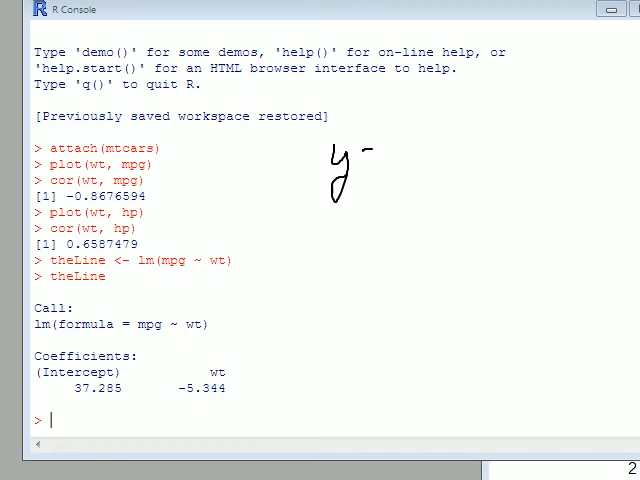 R Console
Type 'demo()' for some demos, 'help()' for on-line help, or
'help.start()' for an HTML browser interface to help.
Type 'q()' to quit R.
[Previously saved workspace restored]
> attach(mtcars)
> plot(wt, mpg)
> cor(wt, mpg)
[1] -0.8676594
> plot(wt, hp)
> cor(wt, hp)
[1] 0.6587479
> theLine <- lm(mpg ~ wt)
> theLine
y -
Call:
lm(formula = mpg ~ wt)
Coefficients:
(Intercept) wt
37.285 -5.344
>
2